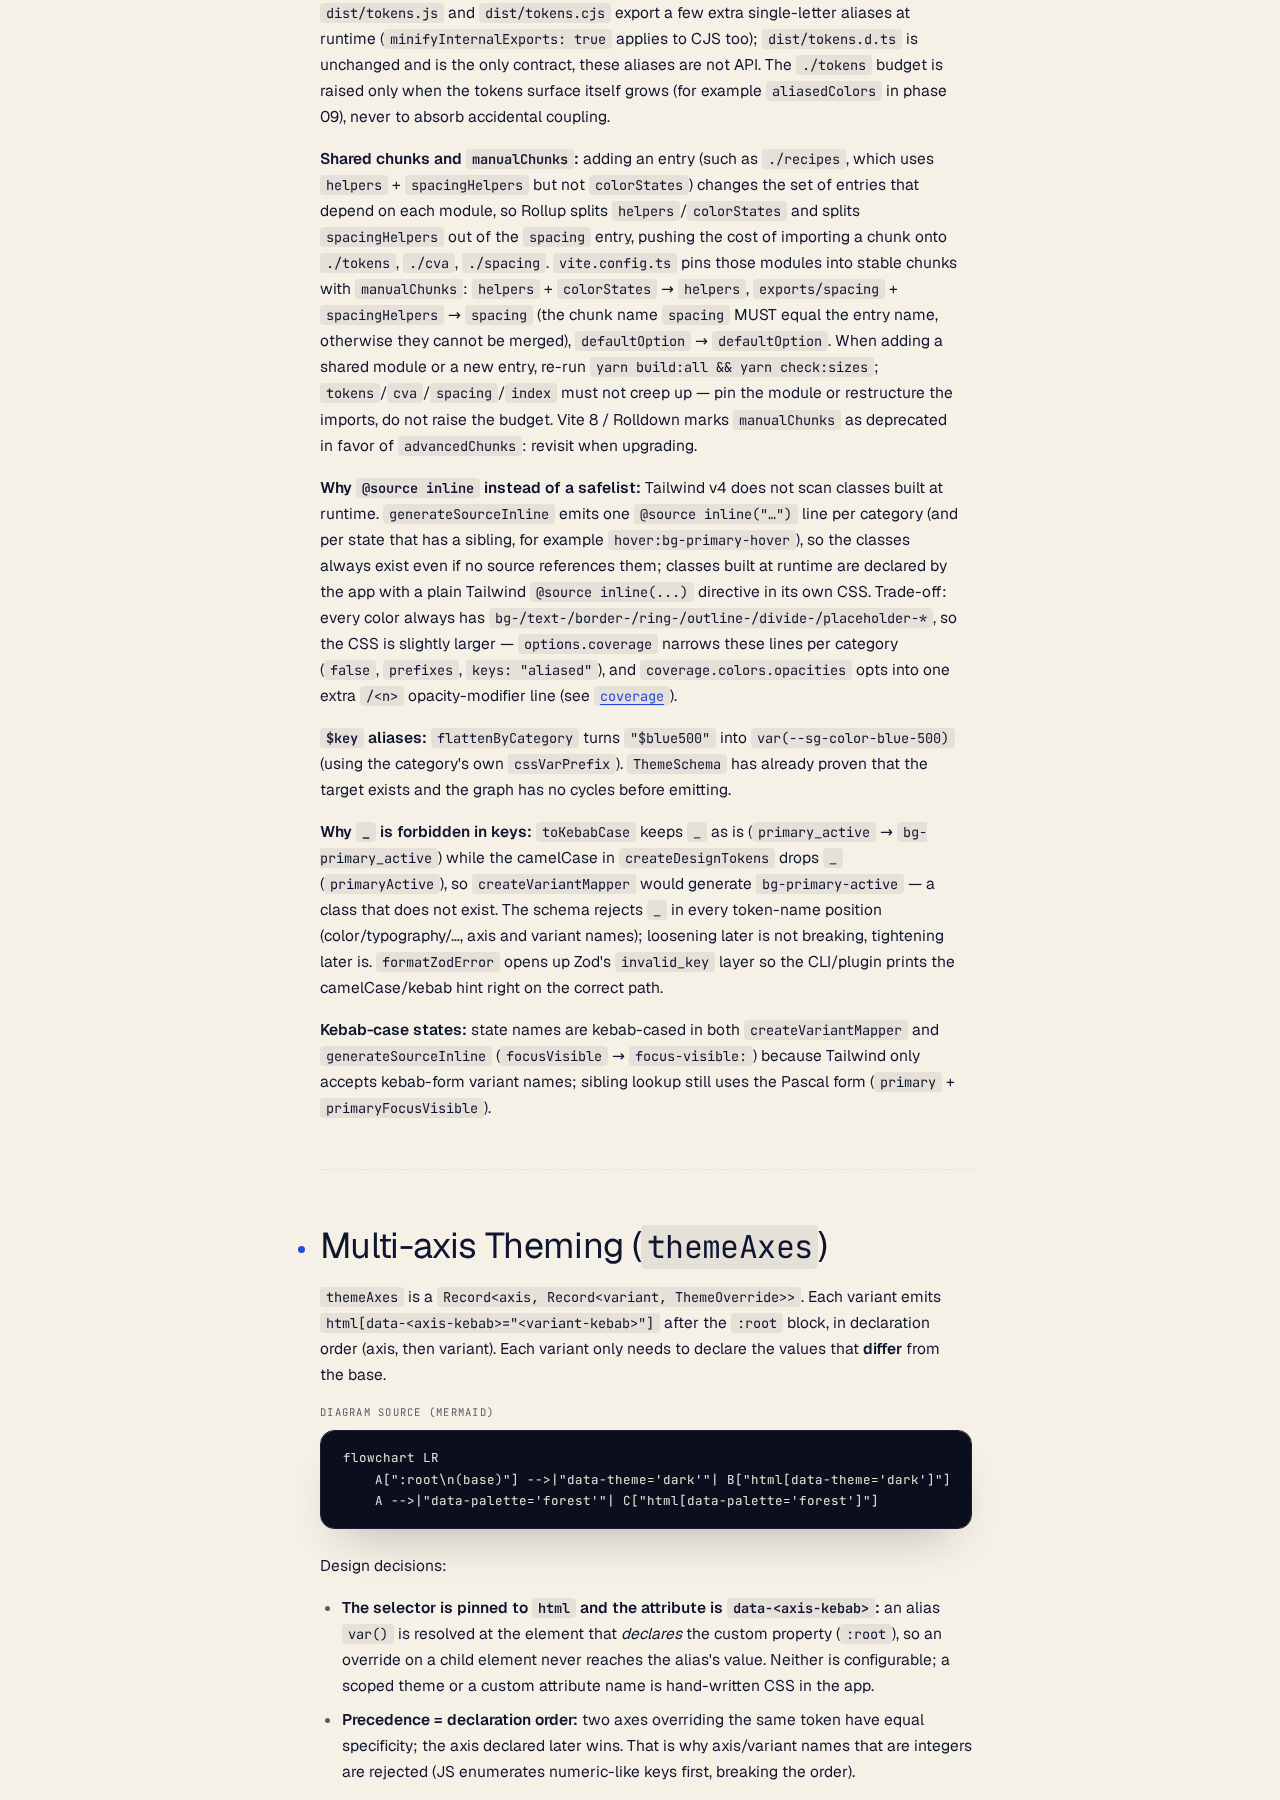 dist/tokens.js and dist/tokens.cjs export a few extra single-letter aliases at
runtime ( minifyInternalExports: true applies to CJS too); dist/tokens.d.ts is
unchanged and is the only contract, these aliases are not API. The ./tokens budget is
raised only when the tokens surface itself grows (for example aliasedColors in phase
09), never to absorb accidental coupling.
Shared chunks and manualChunks: adding an entry (such as ./recipes, which uses
helpers + spacingHelpers but not colorStates) changes the set of entries that
depend on each module, so Rollup splits helpers/colorStates and splits
spacingHelpers out of the spacing entry, pushing the cost of importing a chunk onto
./tokens, ./cva, ./spacing. vite.config.ts pins those modules into stable chunks
with manualChunks: helpers + colorStates → helpers, exports/spacing +
spacingHelpers → spacing (the chunk name spacing MUST equal the entry name,
otherwise they cannot be merged), defaultOption → defaultOption. When adding a
shared module or a new entry, re-run yarn build:all && yarn check:sizes;
tokens/cva/spacing/index must not creep up — pin the module or restructure the
imports, do not raise the budget. Vite 8 / Rolldown marks manualChunks as deprecated
in favor of advancedChunks: revisit when upgrading.
Why @source inline instead of a safelist: Tailwind v4 does not scan classes built at
runtime. generateSourceInline emits one @source inline("…") line per category (and
per state that has a sibling, for example hover:bg-primary-hover), so the classes
always exist even if no source references them; classes built at runtime are declared by
the app with a plain Tailwind @source inline(...) directive in its own CSS. Trade-off:
every color always has bg-/text-/border-/ring-/outline-/divide-/placeholder-*, so
the CSS is slightly larger — options.coverage narrows these lines per category
(false, prefixes, keys: "aliased"), and coverage.colors.opacities opts into one
extra /<n> opacity-modifier line (see coverage).
$key aliases: flattenByCategory turns "$blue500" into var(--sg-color-blue-500)
(using the category's own cssVarPrefix). ThemeSchema has already proven that the
target exists and the graph has no cycles before emitting.
Why _ is forbidden in keys: toKebabCase keeps _ as is (primary_active → bg-
primary_active) while the camelCase in createDesignTokens drops _
(primaryActive), so createVariantMapper would generate bg-primary-active — a
class that does not exist. The schema rejects _ in every token-name position
(color/typography/…, axis and variant names); loosening later is not breaking, tightening
later is. formatZodError opens up Zod's invalid_key layer so the CLI/plugin prints the
camelCase/kebab hint right on the correct path.
Kebab-case states: state names are kebab-cased in both createVariantMapper and
generateSourceInline (focusVisible → focus-visible:) because Tailwind only
accepts kebab-form variant names; sibling lookup still uses the Pascal form (primary +
primaryFocusVisible).
Multi-axis Theming (themeAxes)
themeAxes is a Record<axis, Record<variant, ThemeOverride>>. Each variant emits
html[data-<axis-kebab>="<variant-kebab>"] after the :root block, in declaration
order (axis, then variant). Each variant only needs to declare the values that differ from
the base.
DIAGRAM SOURCE (MERMAID)
flowchart LR
    A[":root\n(base)"] -->|"data-theme='dark'"| B["html[data-theme='dark']"]
    A -->|"data-palette='forest'"| C["html[data-palette='forest']"]
Design decisions:
• The selector is pinned to html and the attribute is data-<axis-kebab>: an alias
var() is resolved at the element that declares the custom property (:root), so an
override on a child element never reaches the alias's value. Neither is configurable; a
scoped theme or a custom attribute name is hand-written CSS in the app.
• Precedence = declaration order: two axes overriding the same token have equal
specificity; the axis declared later wins. That is why axis/variant names that are integers
are rejected (JS enumerates numeric-like keys first, breaking the order).